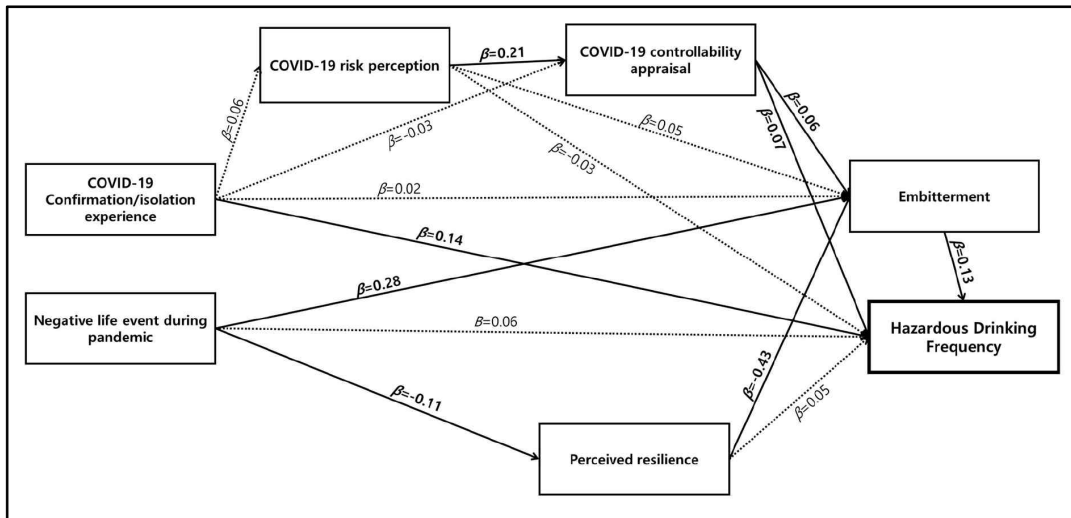 COVID-19 risk perception
β=0.21
COVID-19 controllability
appraisal
β=0.06
β=-0.03
β=0.05
β=-0.03
β=0.06
β=0.07
COVID-19
Confirmation/isolation
experience
β=0.02
Embitterment
β=0.14
β=0.13
β=0.28
Negative life event during
pandemic
β=0.06
Hazardous Drinking
Frequency
β=-0.11
β=-0.43
β=0.05
Perceived resilience